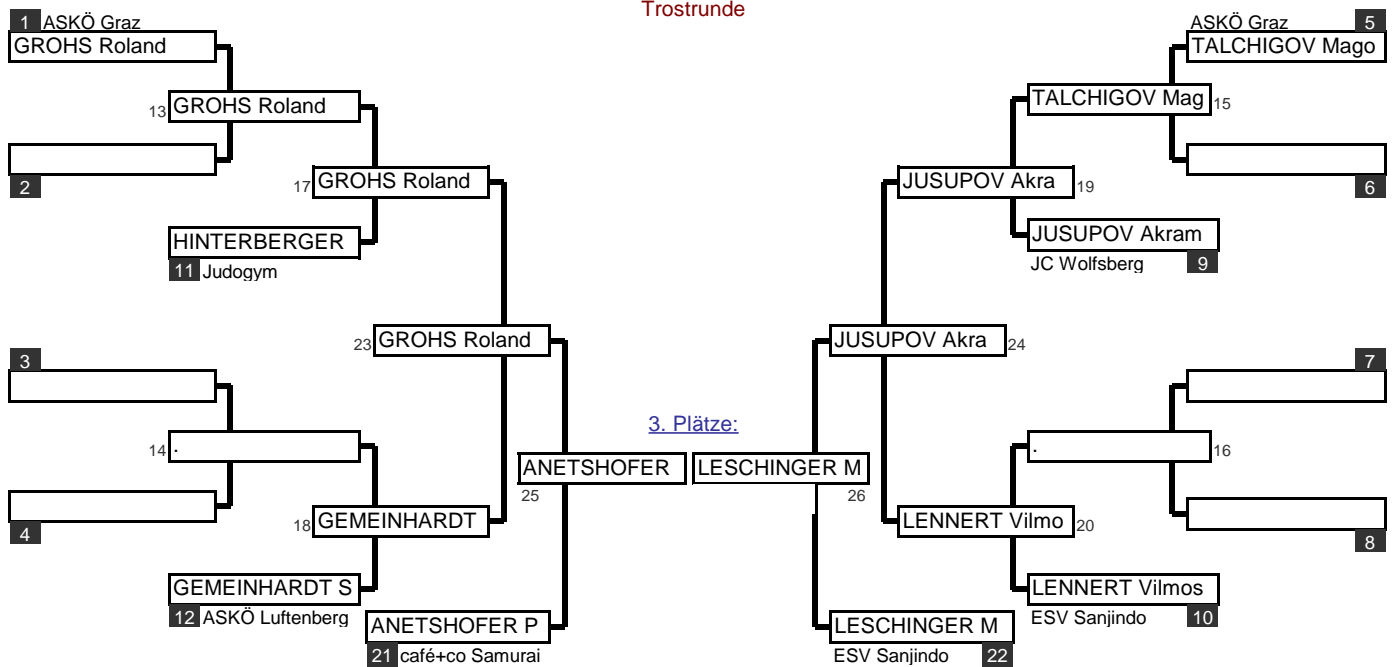 Trostrunde
1 ASKÖ Graz
ASKÖ Graz 5
GROHS Roland
TALCHIGOV Mago
13 GROHS Roland
TALCHIGOV Mag 15
2
17 GROHS Roland
JUSUPOV Akra 19
6
HINTERBERGER
JUSUPOV Akram
11 Judogym
JC Wolfsberg 9
23 GROHS Roland
JUSUPOV Akra 24
3
7
3. Plätze:
14 .
. 16
ANETSHOFER
LESCHINGER M
25
26
4
18 GEMEINHARDT
LENNERT Vilmo 20
8
GEMEINHARDT S
LENNERT Vilmos
12 ASKÖ Luftenberg
ESV Sanjindo 10
ANETSHOFER P
LESCHINGER M
21 café+co Samurai
ESV Sanjindo 22